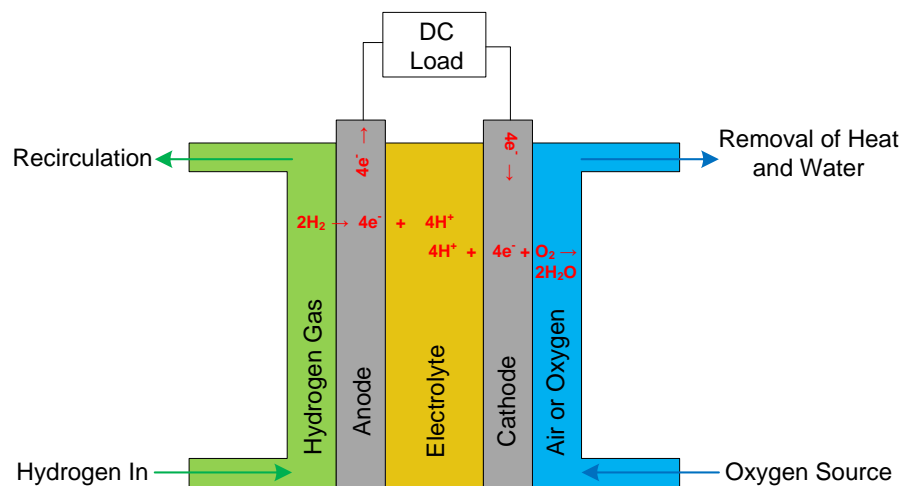 DC
Load
Recirculation
Removal of Heat
and Water
4e⁻ →
4e⁻ →
2H₂ → 4e⁻ + 4H⁺
4H⁺ + 4e⁻ + O₂ →
2H₂O
Hydrogen Gas
Anode
Electrolyte
Cathode
Air or Oxygen
Hydrogen In
Oxygen Source